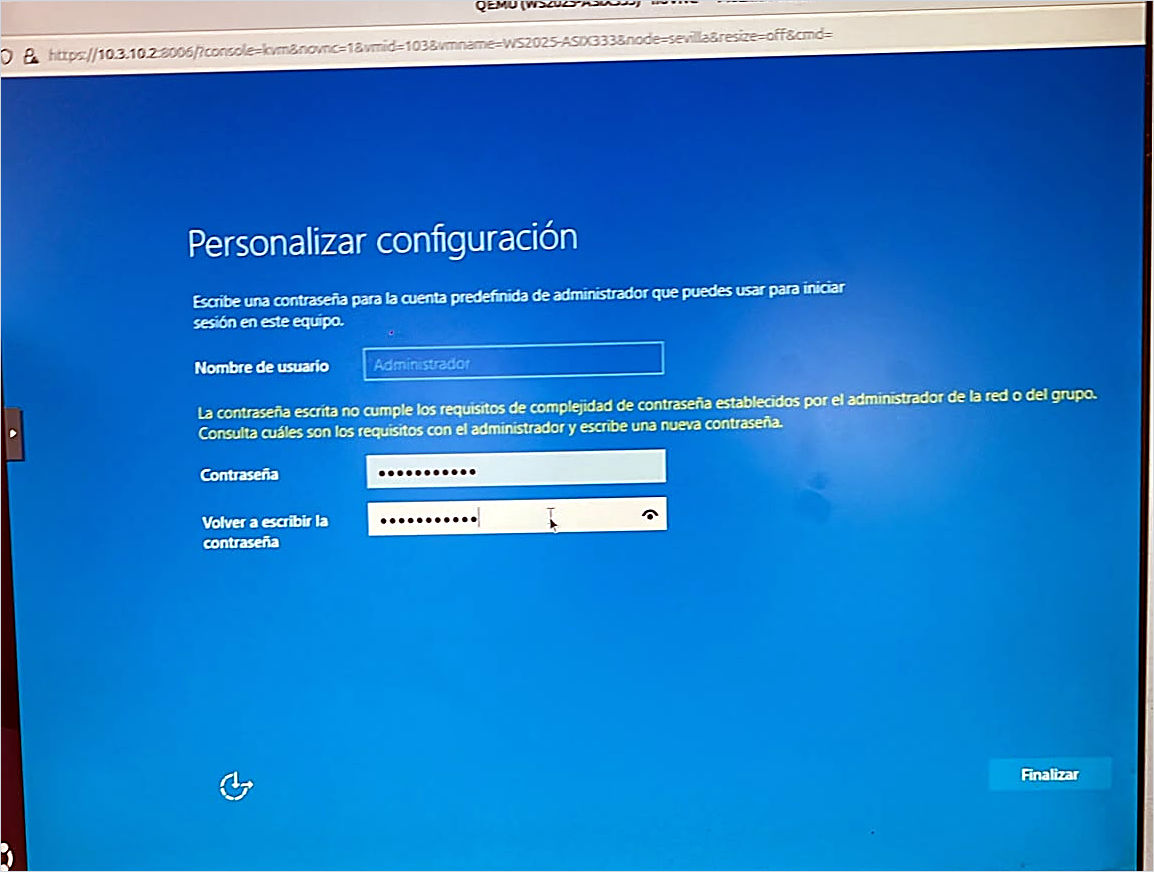 QEMU (WS2025-ASIX333)
https://10.3.10.2:8006/?console=kvm&novnc=1&vmid=103&vmname=WS2025-ASIX333&node=sevilla&resize=off&cmd=
Personalizar configuración
Escribe una contraseña para la cuenta predefinida de administrador que puedes usar para iniciar
sesión en este equipo.
Nombre de usuario
Administrador
La contraseña escrita no cumple los requisitos de complejidad de contraseña establecidos por el administrador de la red o del grupo.
Consulta cuáles son los requisitos con el administrador y escribe una nueva contraseña.
Contraseña
Volver a escribir la
contraseña
Finalizar